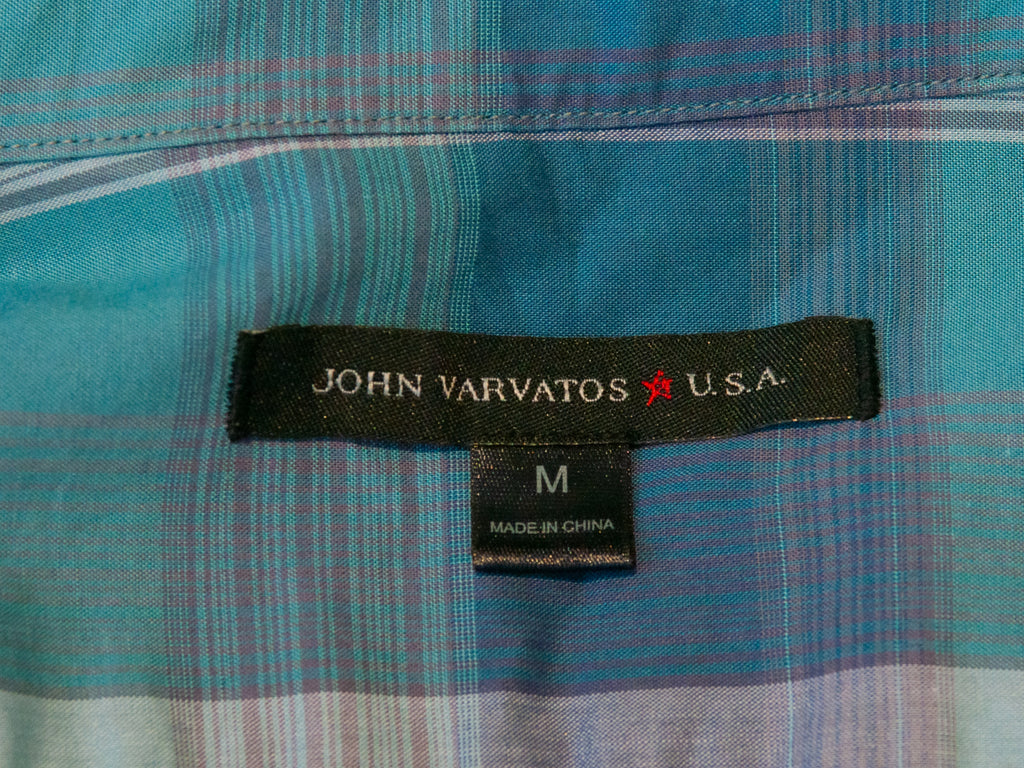 JOHN VARVATOS ★ U.S.A.
M
MADE IN CHINA